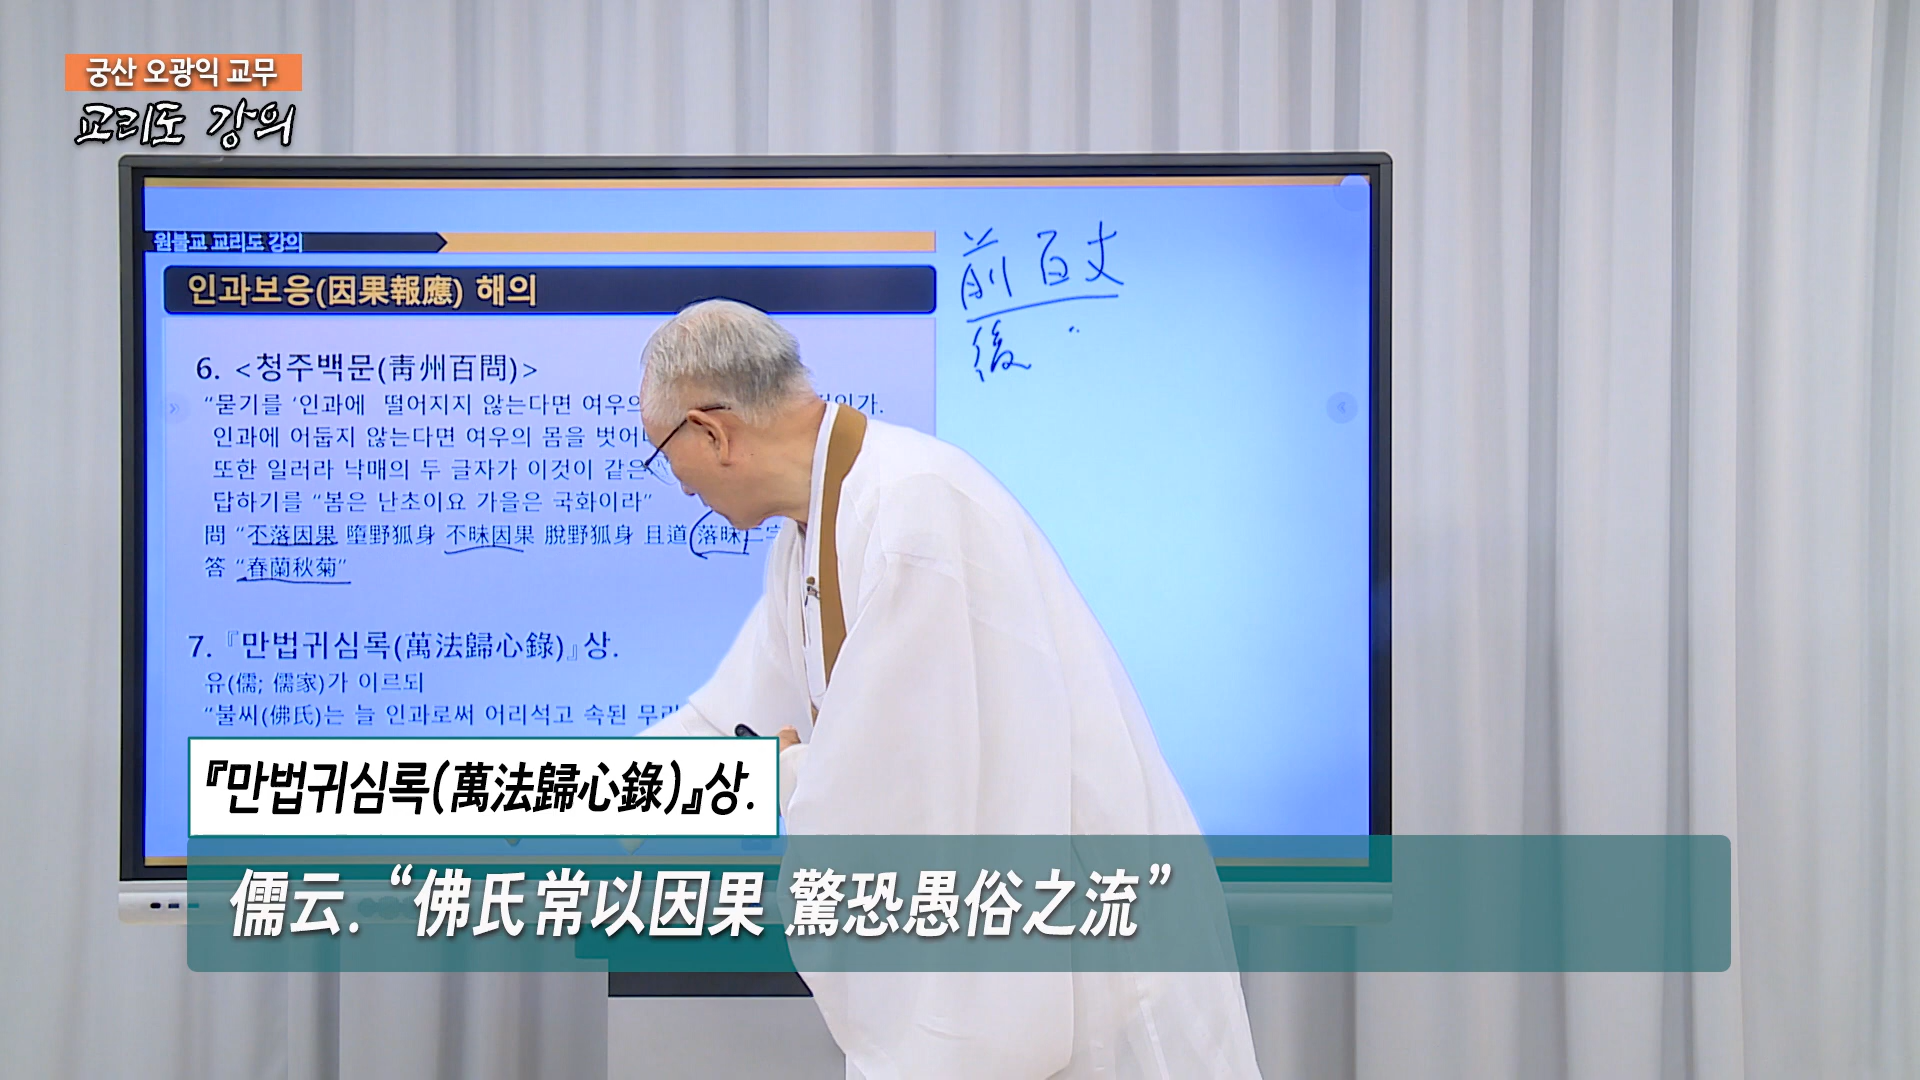 궁산 오광익 교무
교리도 강의
원불교 교리도 강의
인과보응(因果報應) 해의
前 百丈
後 〃
6. <청주백문(靑州百問)>
“묻기를 ‘인과에 떨어지지 않는다면 여우의
인과에 어둡지 않는다면 여우의 몸을
또한 일러라 낙매의 두 글자가 이것이 같은
답하기를 “봄은 난초이요 가을은 국화이라”
問 “不落因果 墮野狐身 不昧因果 脫野狐身 且道 落昧二字
答 “春蘭秋菊”
7. 『만법귀심록(萬法歸心錄)』상.
유(儒; 儒家)가 이르되
“불씨(佛氏)는 늘 인과로써 어리석고 속된
『만법귀심록(萬法歸心錄)』상.
儒云. “佛氏常以因果 驚恐愚俗之流”